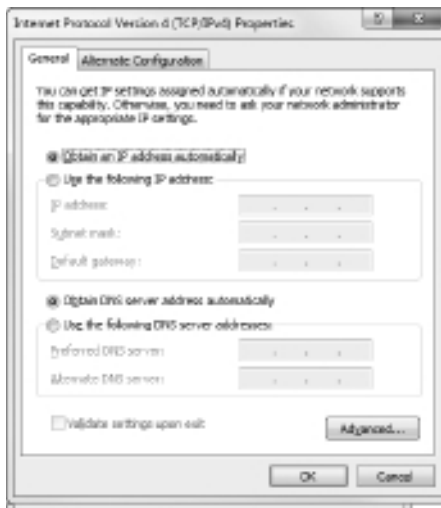 Internet Protocol Version 4 (TCP/IPv4) Properties
General
Alternate Configuration
You can get IP settings assigned automatically if your network supports
this capability. Otherwise, you need to ask your network administrator
for the appropriate IP settings.
Obtain an IP address automatically
Use the following IP address:
IP address:
Subnet mask:
Default gateway:
Obtain DNS server address automatically
Use the following DNS server addresses:
Preferred DNS server:
Alternate DNS server:
Validate settings upon exit
Advanced...
OK
Cancel